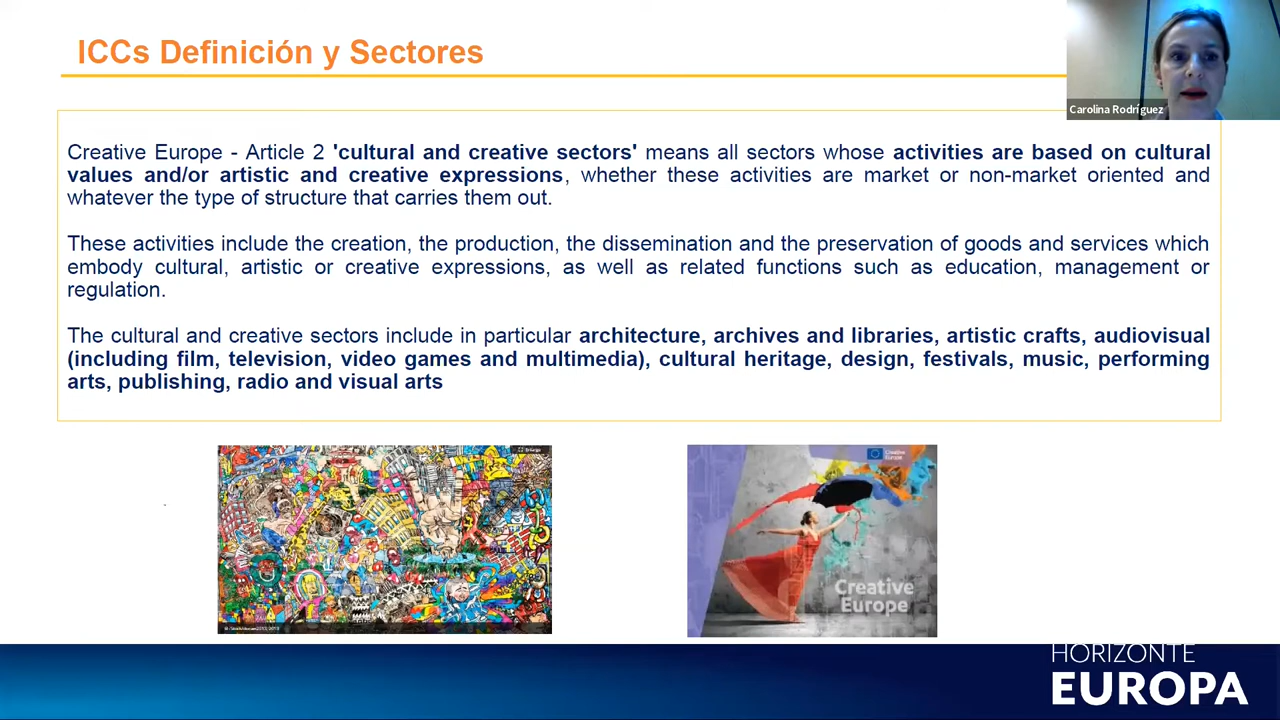 ICCs Definición y Sectores
Carolina Rodríguez
Creative Europe - Article 2 'cultural and creative sectors' means all sectors whose activities are based on cultural
values and/or artistic and creative expressions, whether these activities are market or non-market oriented and
whatever the type of structure that carries them out.
These activities include the creation, the production, the dissemination and the preservation of goods and services which
embody cultural, artistic or creative expressions, as well as related functions such as education, management or
regulation.
The cultural and creative sectors include in particular architecture, archives and libraries, artistic crafts, audiovisual
(including film, television, video games and multimedia), cultural heritage, design, festivals, music, performing
arts, publishing, radio and visual arts
Enlarge
Creative
Europe
Creative
Europe
HORIZONTE
EUROPA